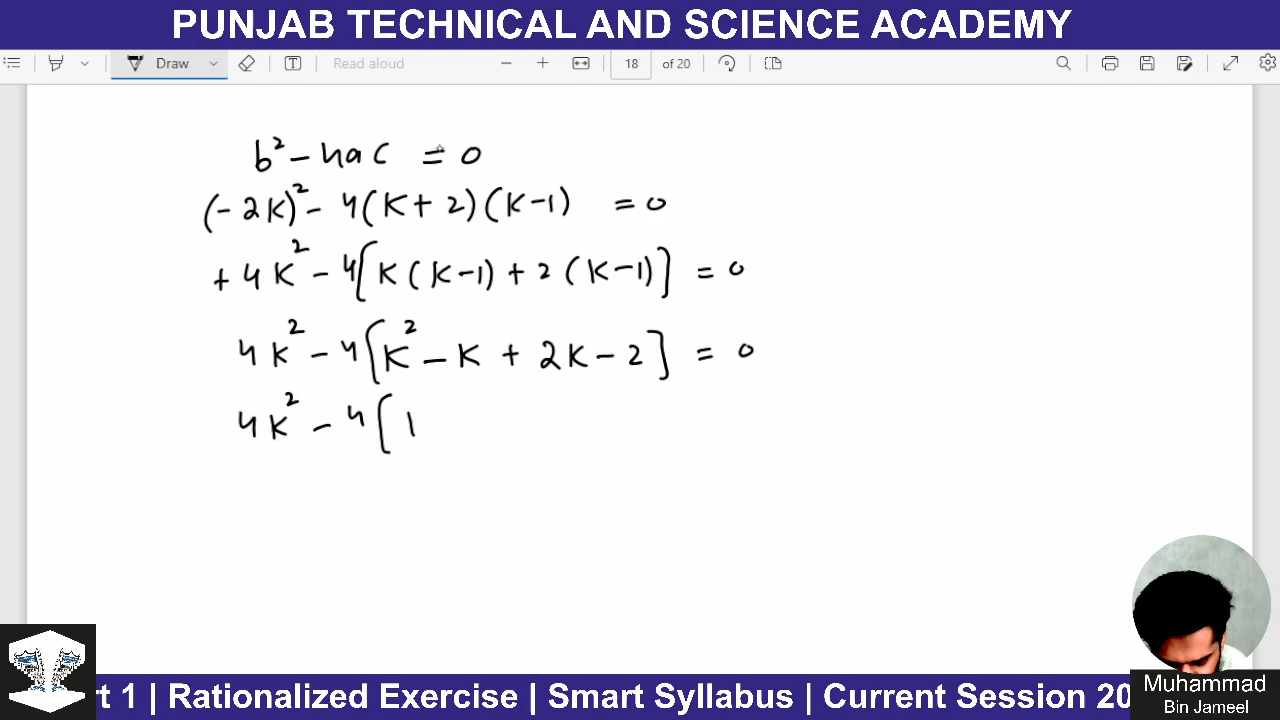 PUNJAB TECHNICAL AND SCIENCE ACADEMY
Draw Read aloud 18 of 20
b² - 4ac = 0
(- 2K)² - 4(K + 2)(K - 1) = 0
+ 4K² - 4[K(K - 1) + 2(K - 1)] = 0
4K² - 4[K² - K + 2K - 2] = 0
4K² - 4[
rt 1 | Rationalized Exercise | Smart Syllabus | Current Session 20
Muhammad
Bin Jameel